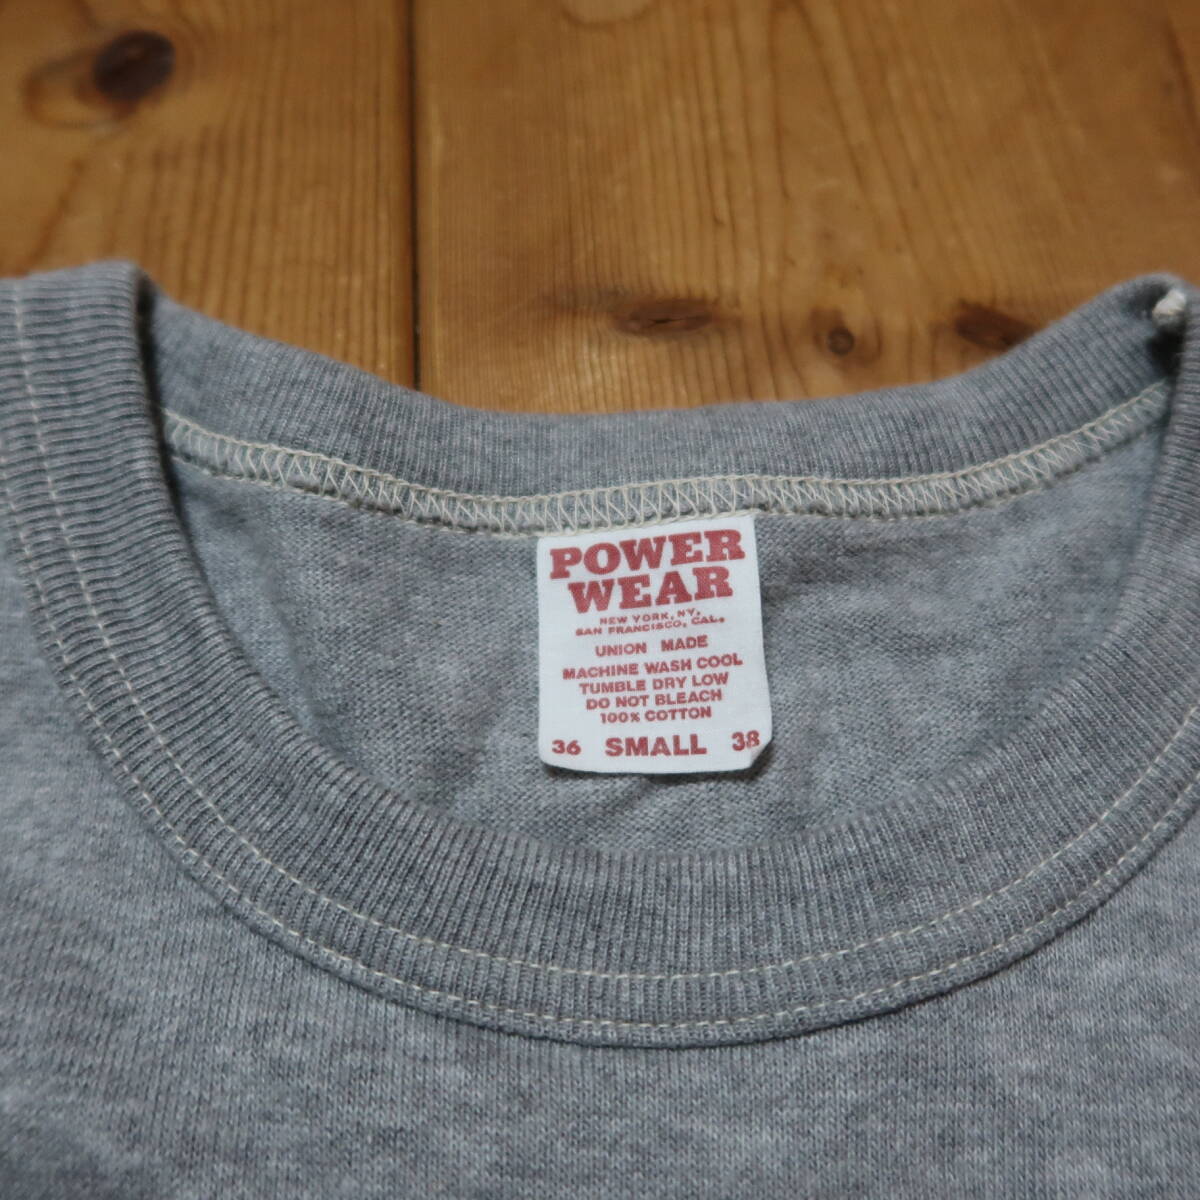 POWER
WEAR
NEW YORK, NY.
SAN FRANCISCO, CAL.
UNION MADE
MACHINE WASH COOL
TUMBLE DRY LOW
DO NOT BLEACH
100% COTTON
36 SMALL 38